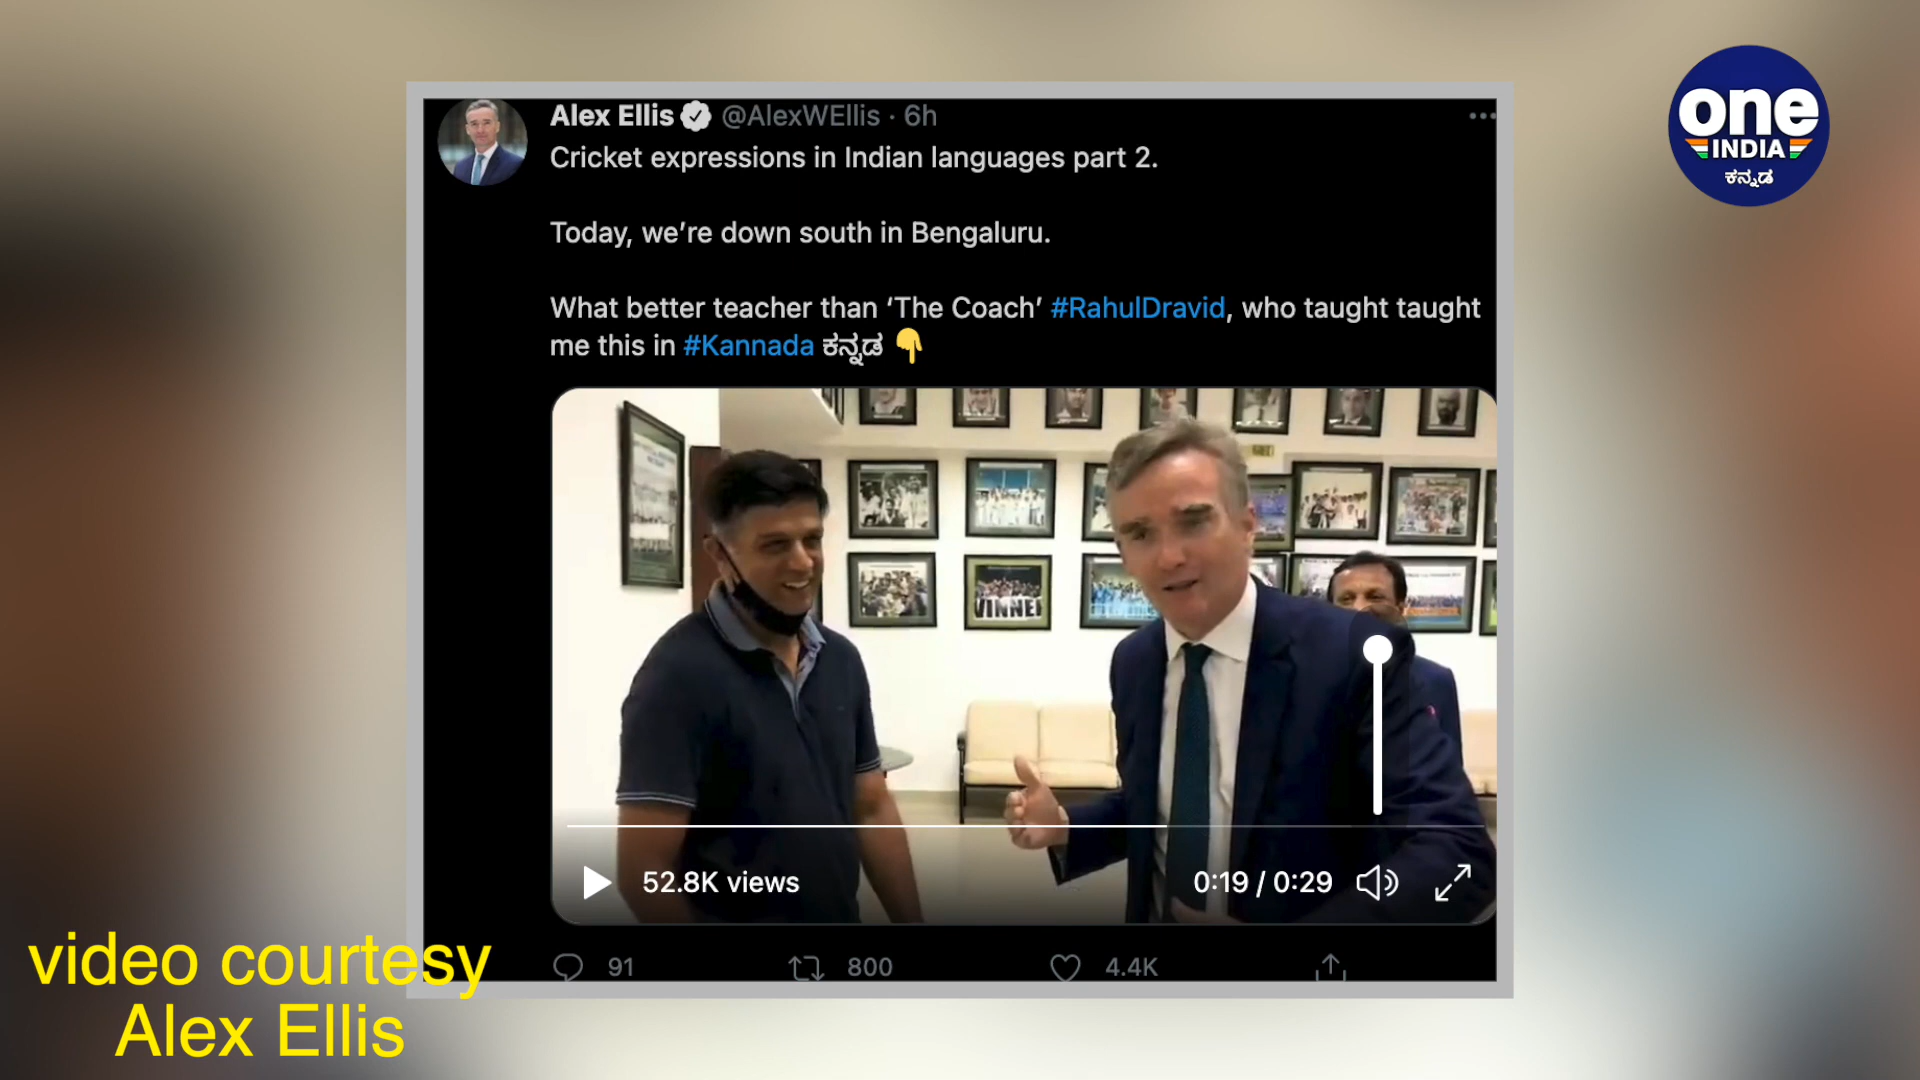 Alex Ellis @AlexWEllis · 6h
Cricket expressions in Indian languages part 2.
Today, we're down south in Bengaluru.
What better teacher than ‘The Coach’ #RahulDravid, who taught taught
me this in #Kannada ಕನ್ನಡ 👇
WINNE
52.8K views
0:19 / 0:29
91
800
4.4K
one
INDIA
ಕನ್ನಡ
video courtesy
Alex Ellis